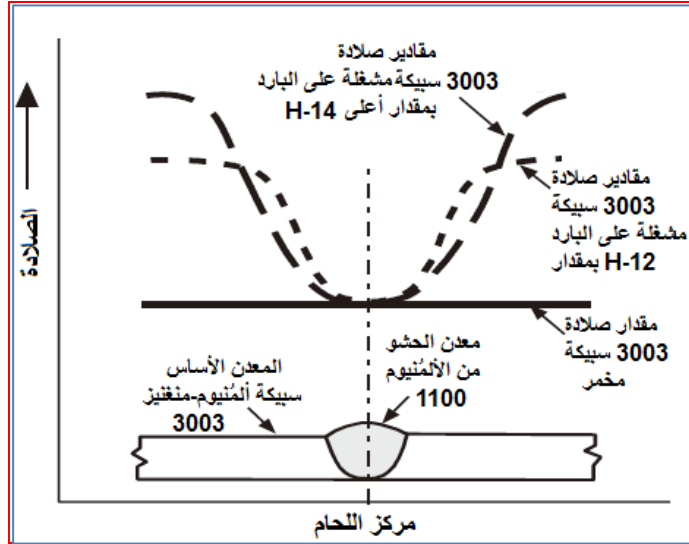 مقادير صلادة
سبيكة 3003 مشغلة على البارد
بمقدار أعلى H-14
مقادير صلادة
سبيكة 3003
مشغلة على البارد
بمقدار H-12
الصلادة
مقدار صلادة
سبيكة 3003
مخمر
معدن الحشو
من الألمُنيوم
1100
المعدن الأساس
سبيكة ألمُنيوم-منغنيز
3003
مركز اللحام